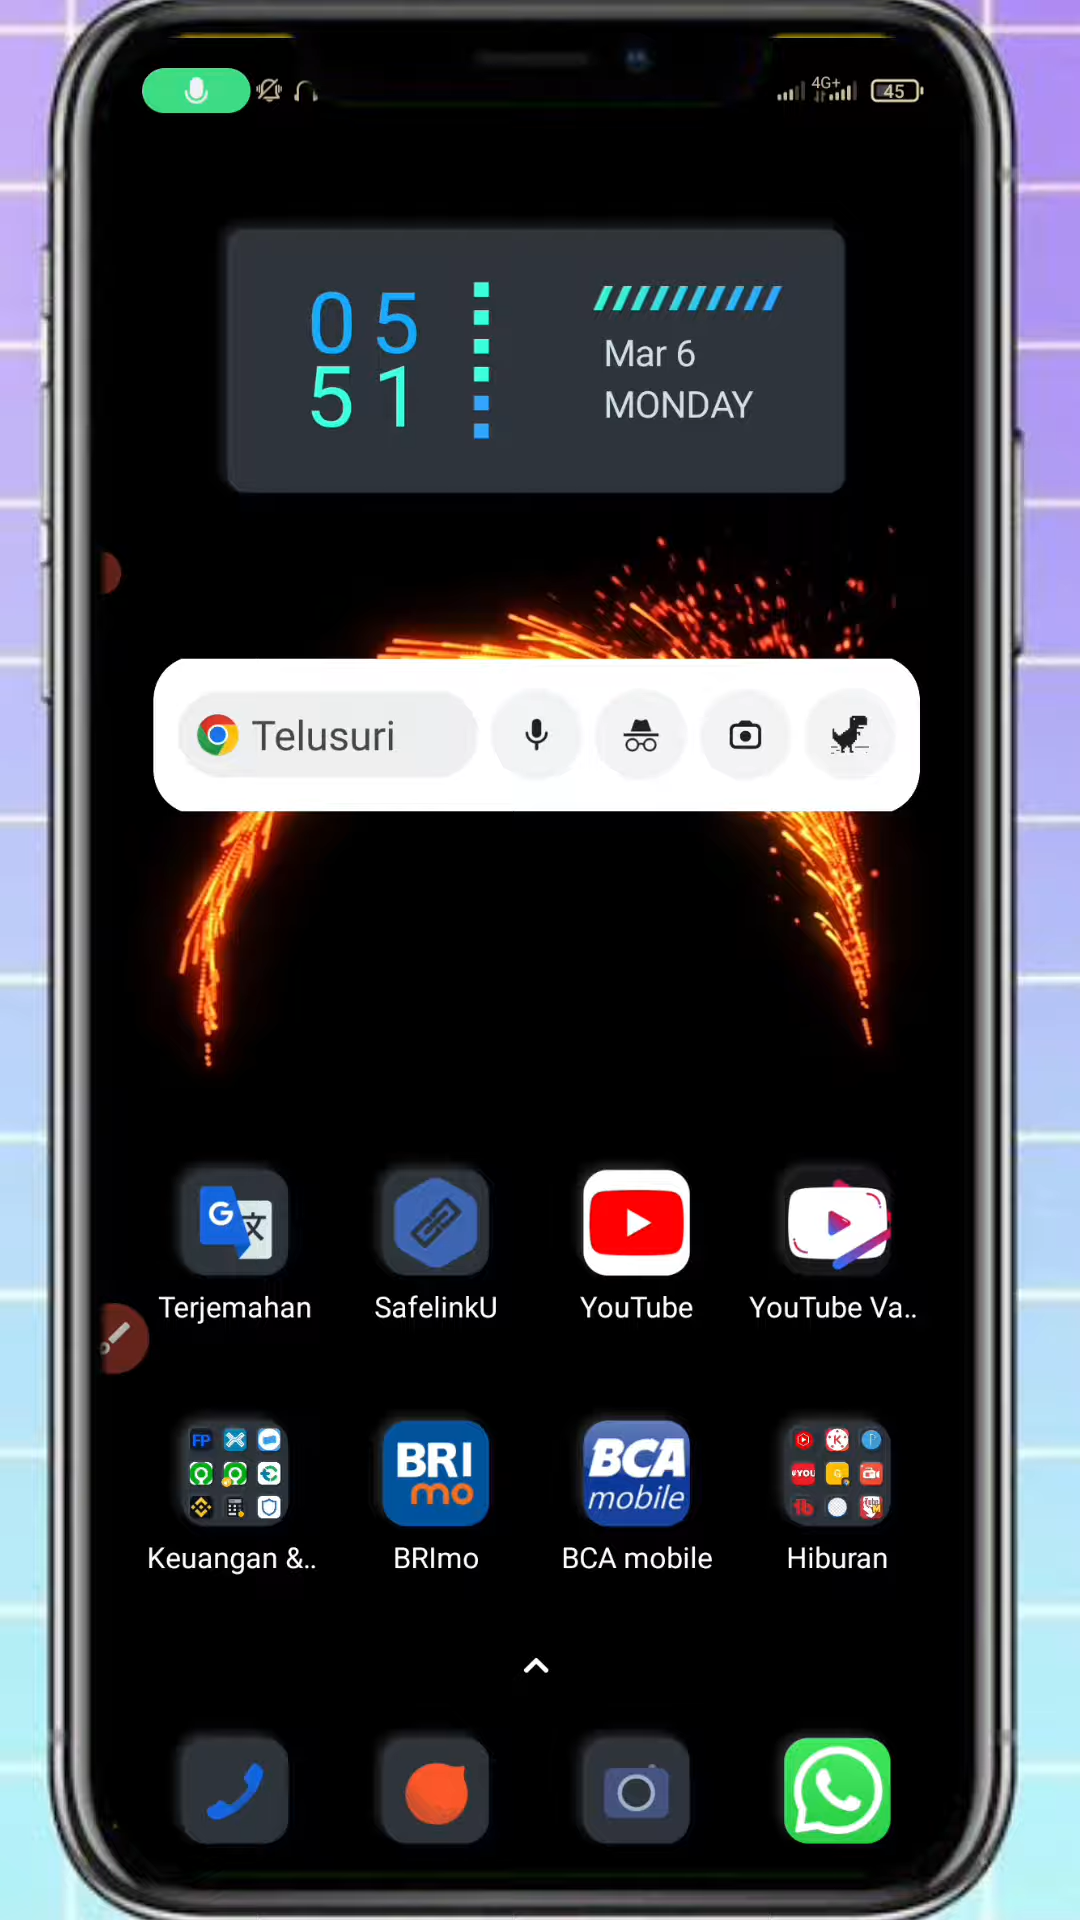 4G+
45
05
51
Mar 6
MONDAY
Telusuri
Terjemahan
SafelinkU
YouTube
YouTube Va..
FP
BRI
mo
BCA
mobile
Keuangan &..
BRImo
BCA mobile
Hiburan